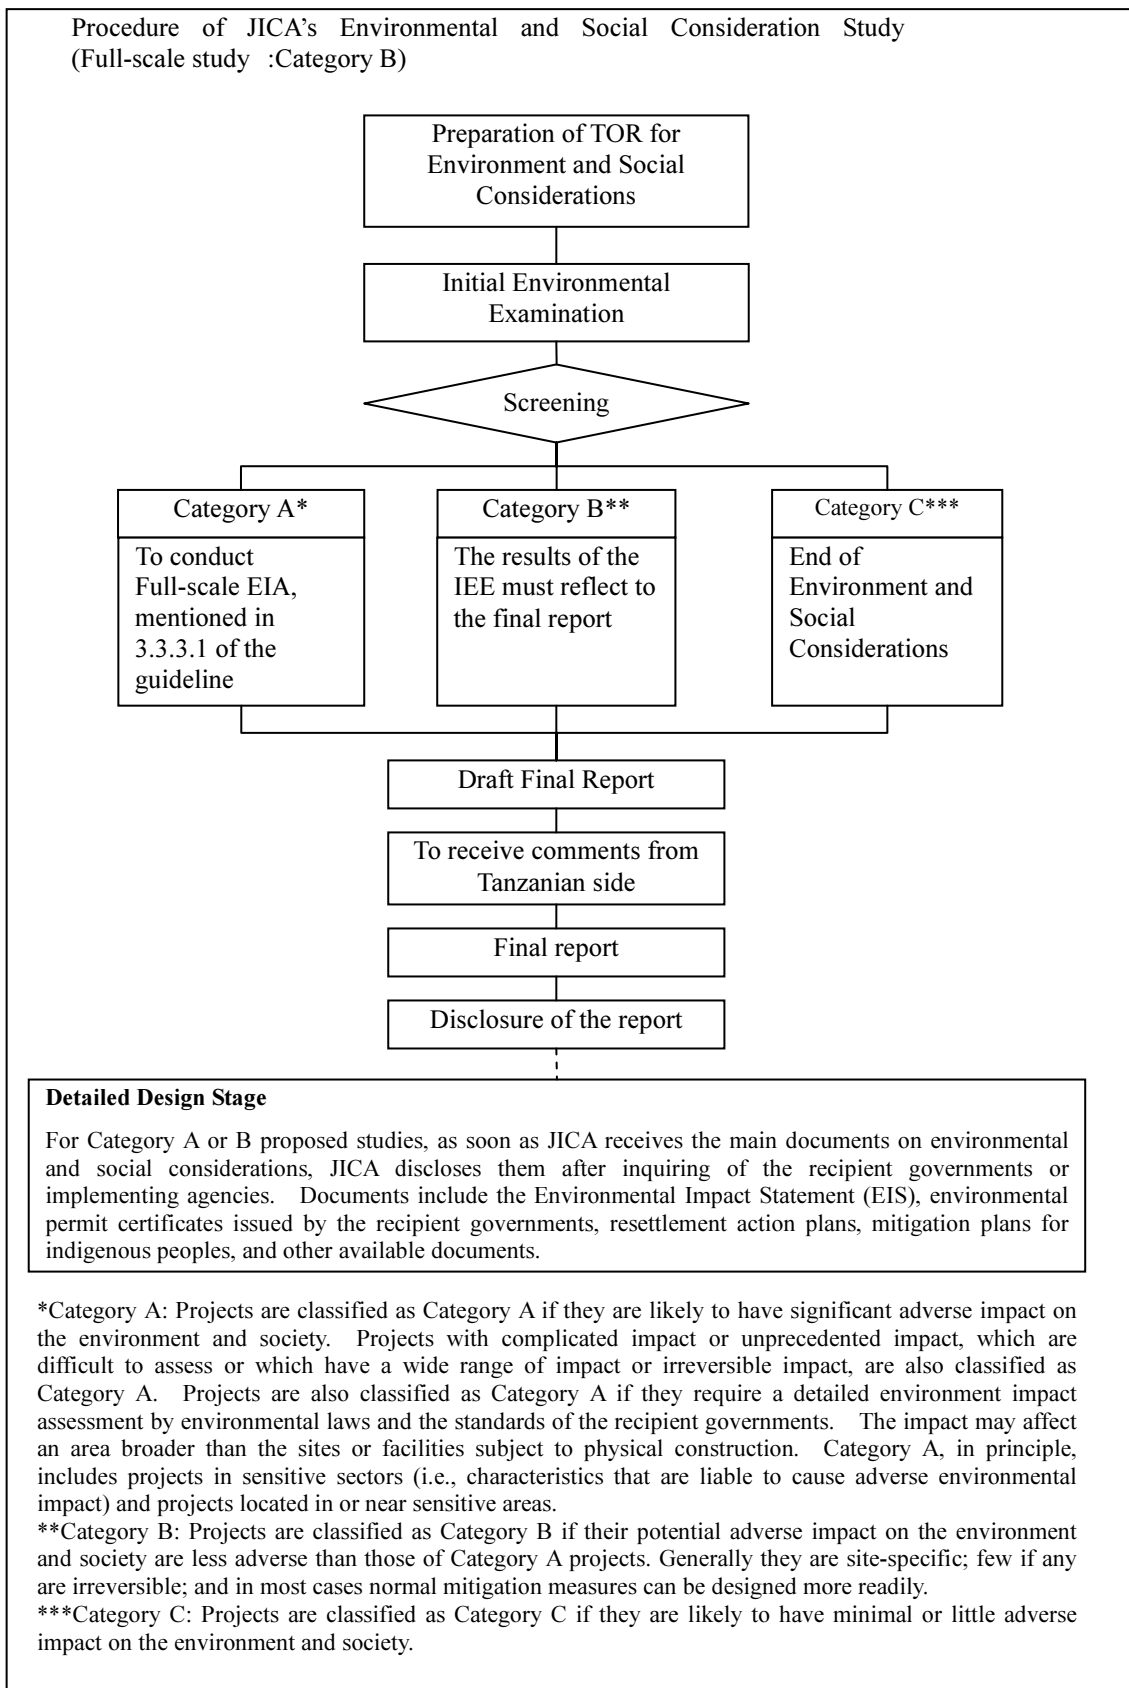 Procedure of JICA’s Environmental and Social Consideration Study
(Full-scale study :Category B)
Preparation of TOR for
Environment and Social
Considerations
Initial Environmental
Examination
Screening
Category A*
To conduct
Full-scale EIA,
mentioned in
3.3.3.1 of the
guideline
Category B**
The results of the
IEE must reflect to
the final report
Category C***
End of
Environment and
Social
Considerations
Draft Final Report
To receive comments from
Tanzanian side
Final report
Disclosure of the report
Detailed Design Stage
For Category A or B proposed studies, as soon as JICA receives the main documents on environmental
and social considerations, JICA discloses them after inquiring of the recipient governments or
implementing agencies. Documents include the Environmental Impact Statement (EIS), environmental
permit certificates issued by the recipient governments, resettlement action plans, mitigation plans for
indigenous peoples, and other available documents.
*Category A: Projects are classified as Category A if they are likely to have significant adverse impact on
the environment and society. Projects with complicated impact or unprecedented impact, which are
difficult to assess or which have a wide range of impact or irreversible impact, are also classified as
Category A. Projects are also classified as Category A if they require a detailed environment impact
assessment by environmental laws and the standards of the recipient governments. The impact may affect
an area broader than the sites or facilities subject to physical construction. Category A, in principle,
includes projects in sensitive sectors (i.e., characteristics that are liable to cause adverse environmental
impact) and projects located in or near sensitive areas.
**Category B: Projects are classified as Category B if their potential adverse impact on the environment
and society are less adverse than those of Category A projects. Generally they are site-specific; few if any
are irreversible; and in most cases normal mitigation measures can be designed more readily.
***Category C: Projects are classified as Category C if they are likely to have minimal or little adverse
impact on the environment and society.